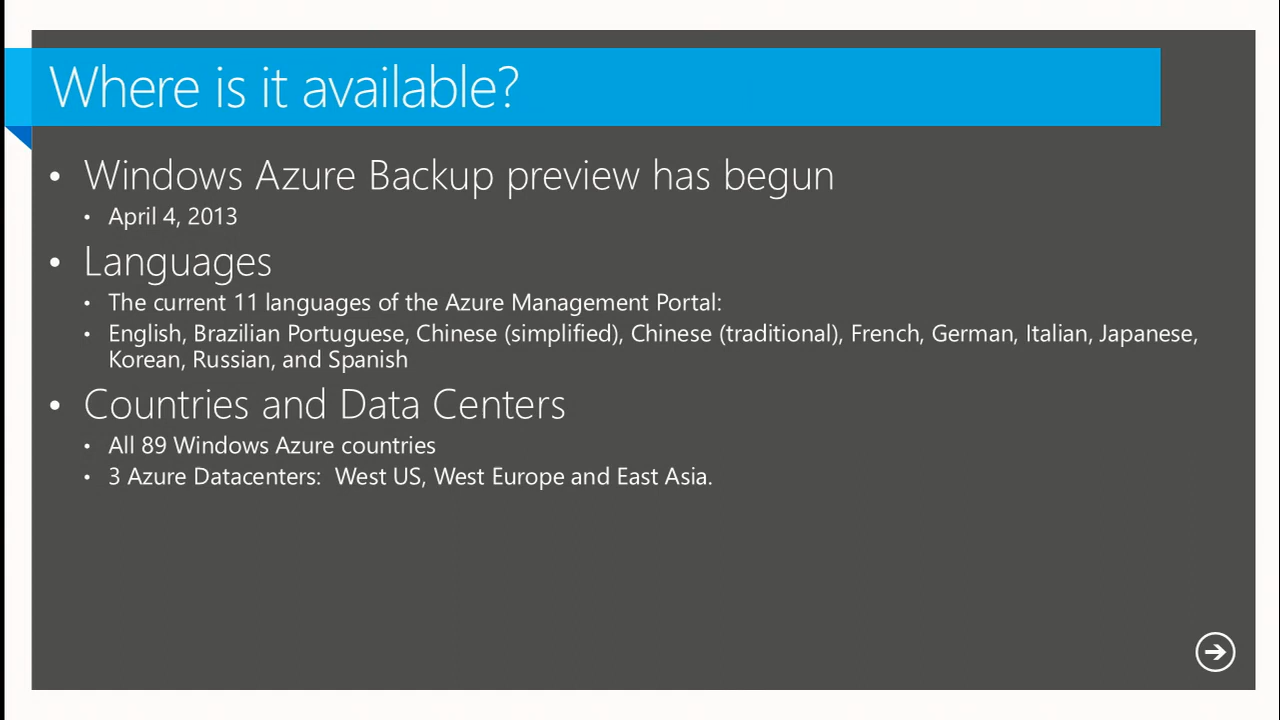 Where is it available?
• Windows Azure Backup preview has begun
• April 4, 2013
• Languages
• The current 11 languages of the Azure Management Portal:
• English, Brazilian Portuguese, Chinese (simplified), Chinese (traditional), French, German, Italian, Japanese,
Korean, Russian, and Spanish
• Countries and Data Centers
• All 89 Windows Azure countries
• 3 Azure Datacenters:  West US, West Europe and East Asia.